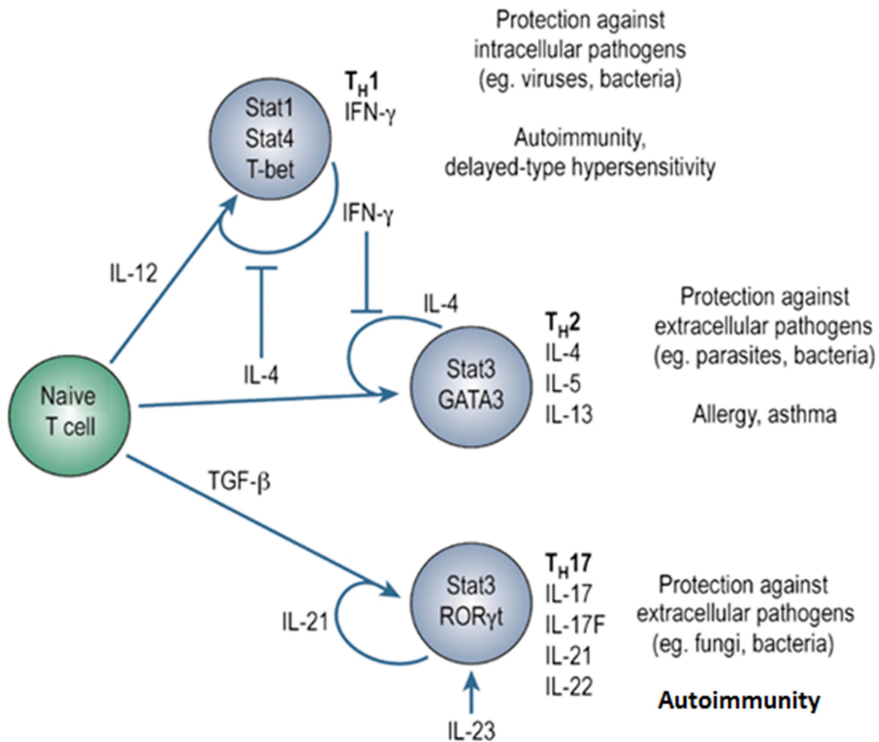 Protection against
intracellular pathogens
(eg. viruses, bacteria)
Autoimmunity,
delayed-type hypersensitivity
T_H1
IFN-γ
Stat1
Stat4
T-bet
IFN-γ
IL-12
IL-4
IL-4
Naive
T cell
Stat3
GATA3
T_H2
IL-4
IL-5
IL-13
Protection against
extracellular pathogens
(eg. parasites, bacteria)
Allergy, asthma
TGF-β
IL-21
Stat3
RORγt
IL-23
T_H17
IL-17
IL-17F
IL-21
IL-22
Protection against
extracellular pathogens
(eg. fungi, bacteria)
Autoimmunity